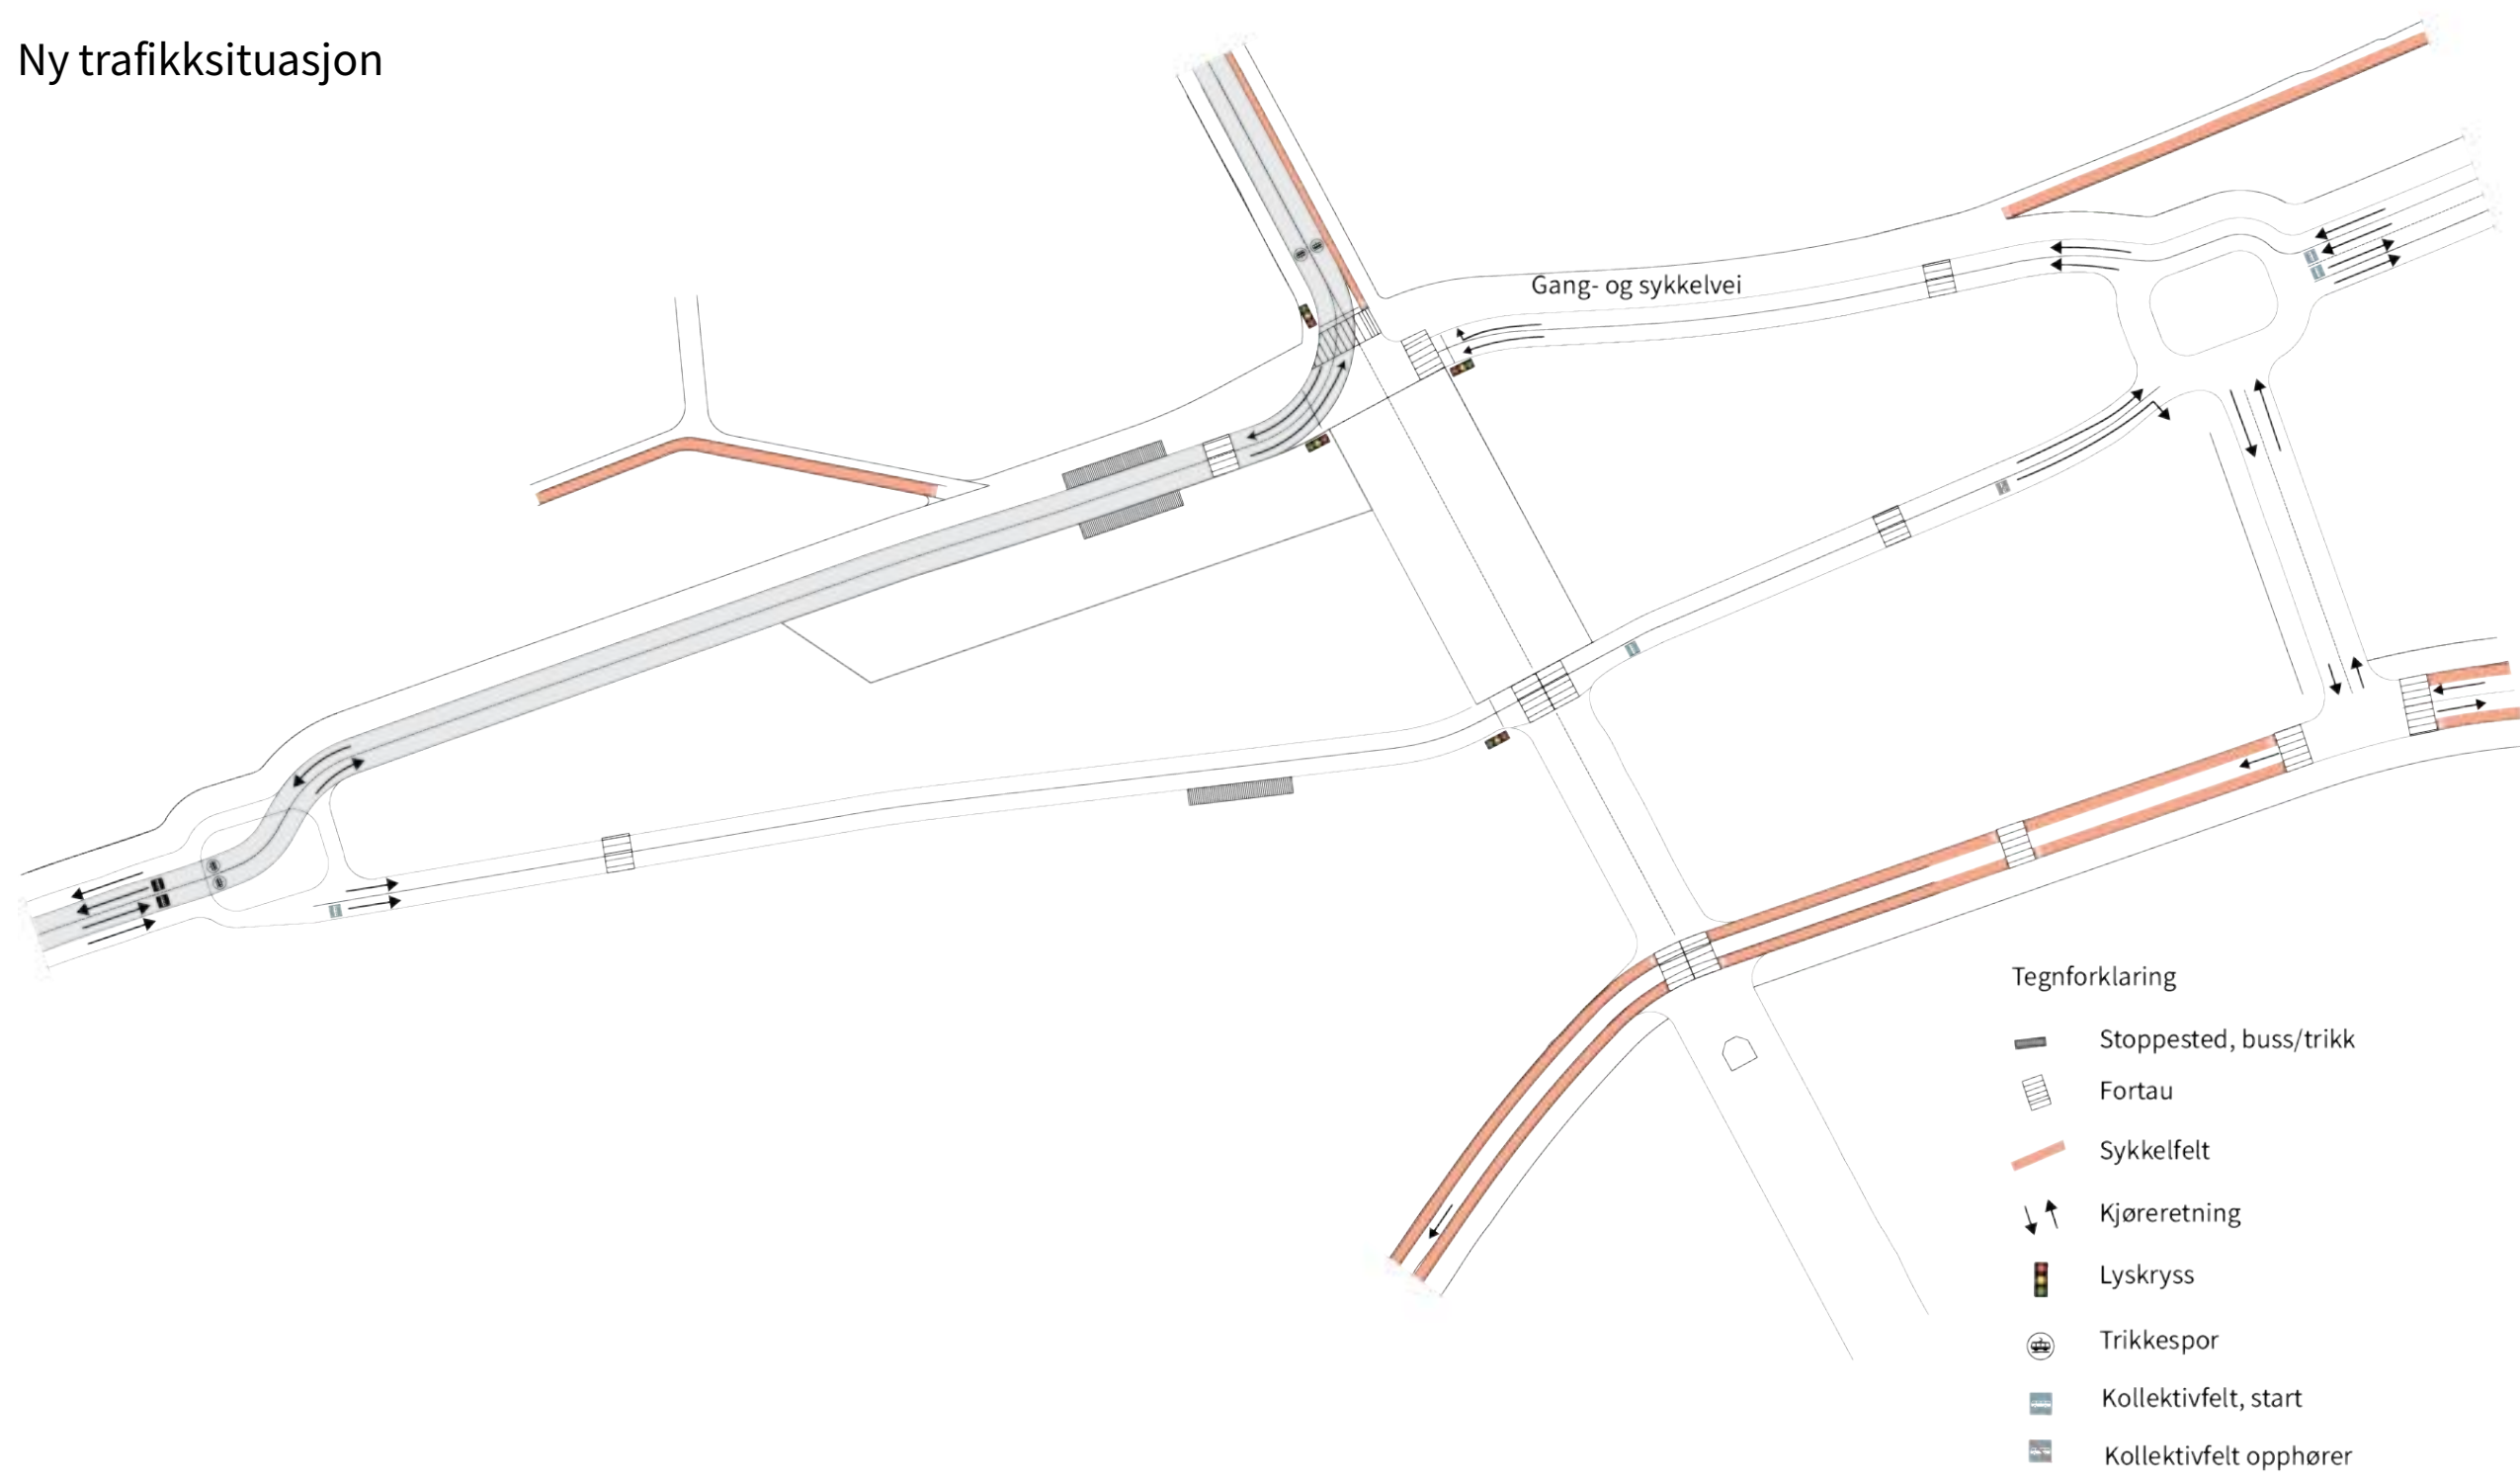 Ny trafikksituasjon
Gang- og sykkelvei
Tegnforklaring
Stoppested, buss/trikk
Fortau
Sykkelfelt
Kjøreretning
Lyskryss
Trikkespor
Kollektivfelt, start
Kollektivfelt opphører